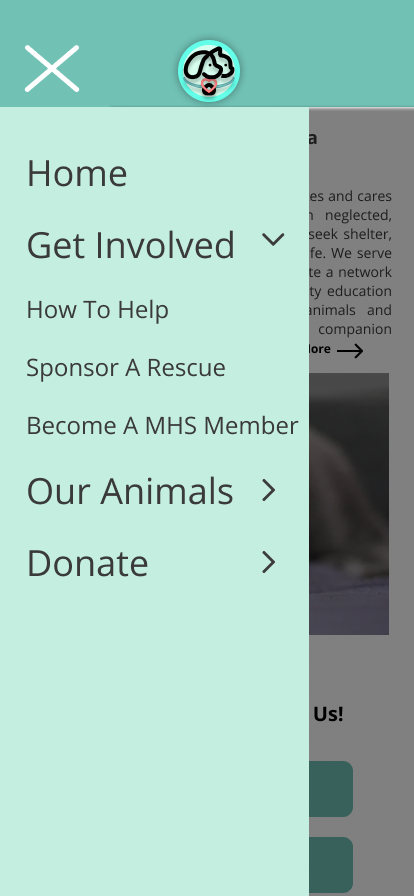 Home
Get Involved
How To Help
Sponsor A Rescue
Become A MHS Member
Our Animals
Donate
es and cares
neglected,
seek shelter,
fe. We serve
te a network
ty education
animals and
companion
lore
Us!